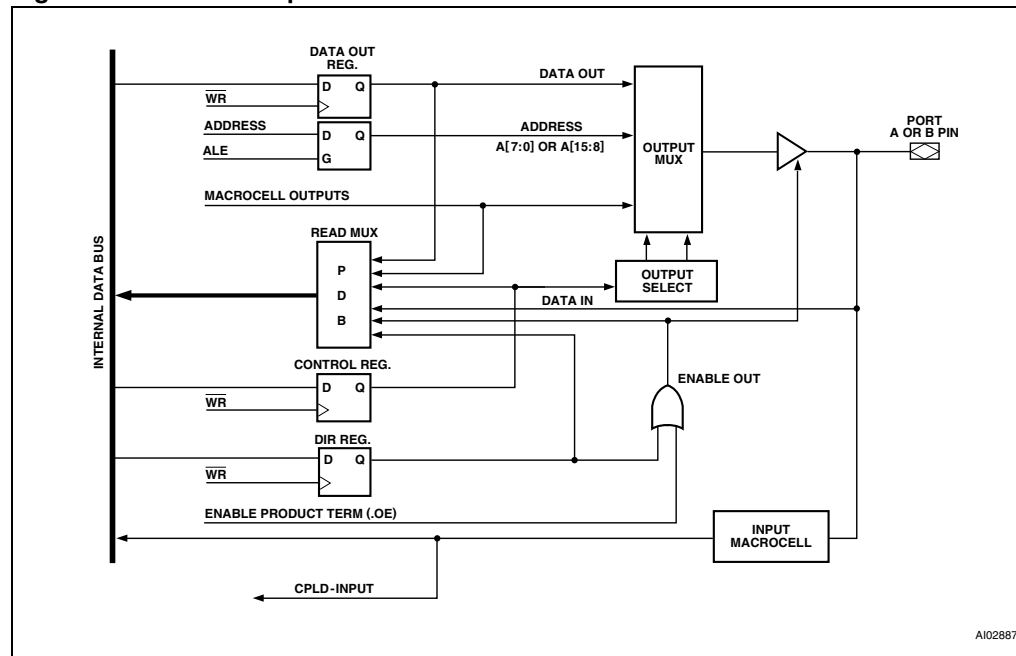 DATA OUT
REG.
D Q
WR
DATA OUT
ADDRESS
ALE
D Q
G
ADDRESS
A[7:0] OR A[15:8]
OUTPUT
MUX
PORT
A OR B PIN
MACROCELL OUTPUTS
READ MUX
P
D
B
OUTPUT
SELECT
DATA IN
INTERNAL DATA BUS
CONTROL REG.
D Q
WR
ENABLE OUT
DIR REG.
D Q
WR
ENABLE PRODUCT TERM (.OE)
INPUT
MACROCELL
CPLD-INPUT
AI02887